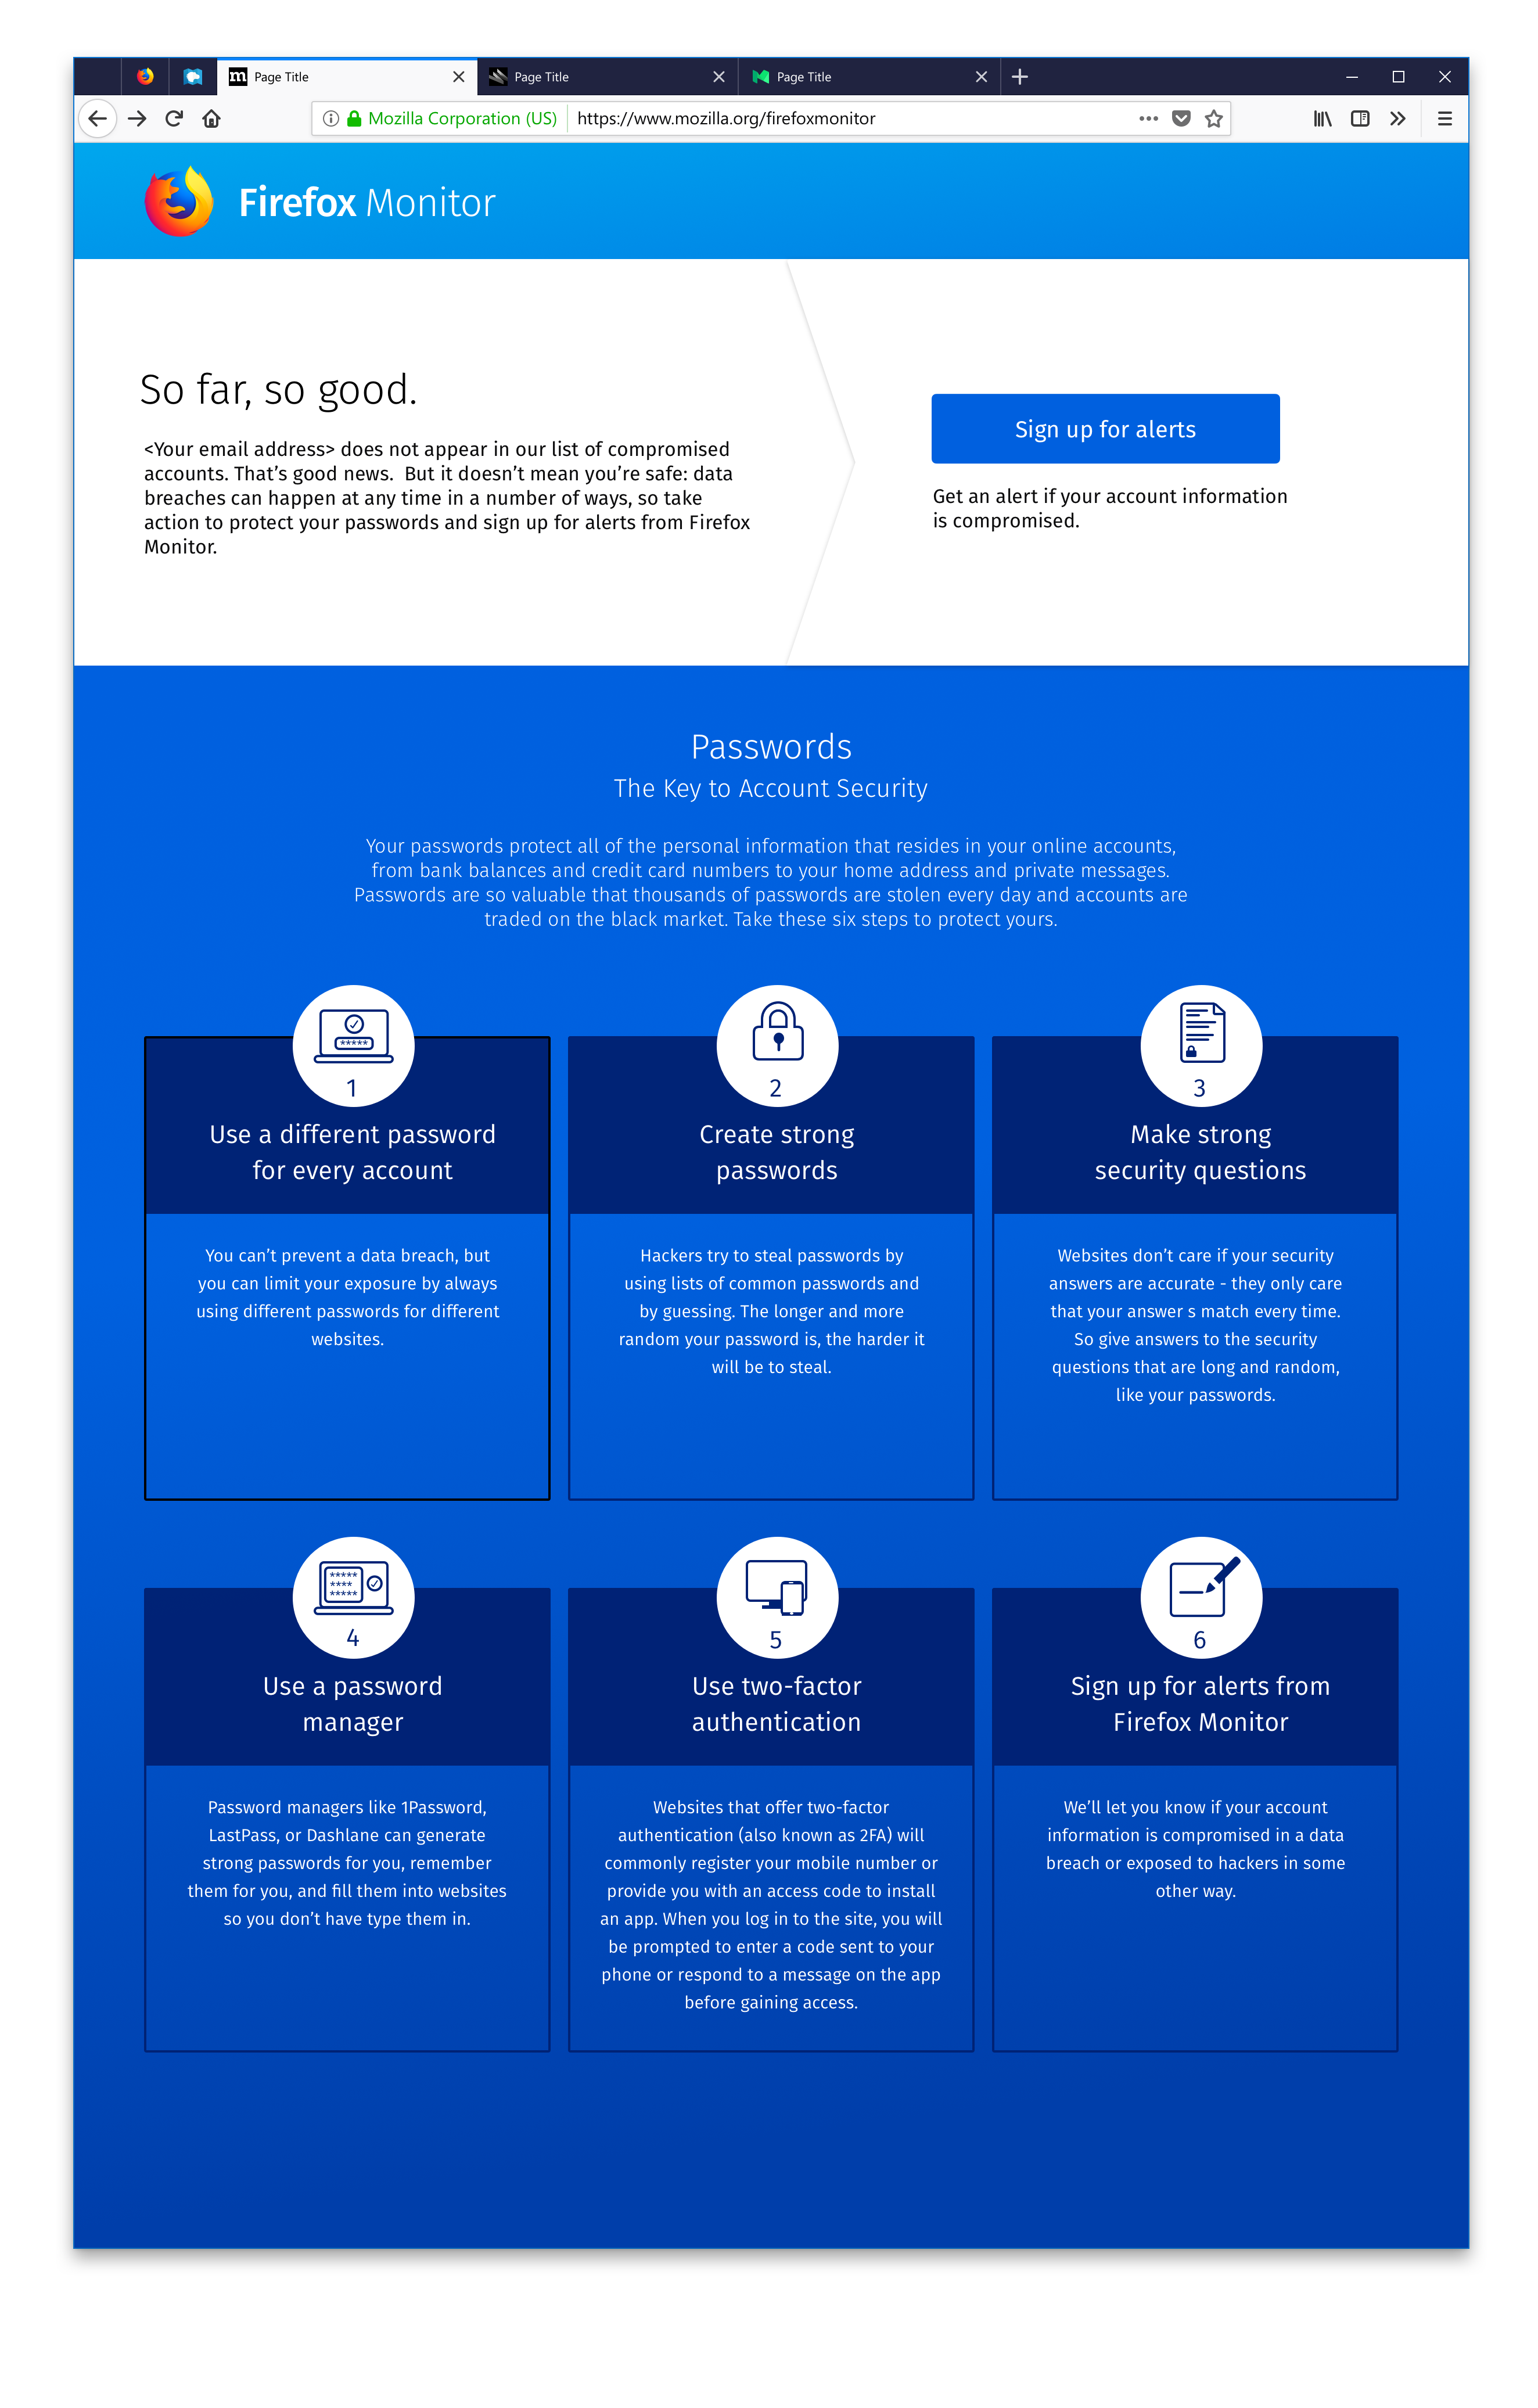 Page Title
Page Title
Page Title
Mozilla Corporation (US)
https://www.mozilla.org/firefoxmonitor
Firefox Monitor
So far, so good.
<Your email address> does not appear in our list of compromised
accounts. That’s good news.  But it doesn’t mean you’re safe: data
breaches can happen at any time in a number of ways, so take
action to protect your passwords and sign up for alerts from Firefox
Monitor.
Sign up for alerts
Get an alert if your account information
is compromised.
Passwords
The Key to Account Security
Your passwords protect all of the personal information that resides in your online accounts,
from bank balances and credit card numbers to your home address and private messages.
Passwords are so valuable that thousands of passwords are stolen every day and accounts are
traded on the black market. Take these six steps to protect yours.
*****
1
Use a different password
for every account
You can’t prevent a data breach, but
you can limit your exposure by always
using different passwords for different
websites.
2
Create strong
passwords
Hackers try to steal passwords by
using lists of common passwords and
by guessing. The longer and more
random your password is, the harder it
will be to steal.
3
Make strong
security questions
Websites don’t care if your security
answers are accurate - they only care
that your answer s match every time.
So give answers to the security
questions that are long and random,
like your passwords.
*****
****
*****
4
Use a password
manager
Password managers like 1Password,
LastPass, or Dashlane can generate
strong passwords for you, remember
them for you, and fill them into websites
so you don’t have type them in.
5
Use two-factor
authentication
Websites that offer two-factor
authentication (also known as 2FA) will
commonly register your mobile number or
provide you with an access code to install
an app. When you log in to the site, you will
be prompted to enter a code sent to your
phone or respond to a message on the app
before gaining access.
6
Sign up for alerts from
Firefox Monitor
We’ll let you know if your account
information is compromised in a data
breach or exposed to hackers in some
other way.